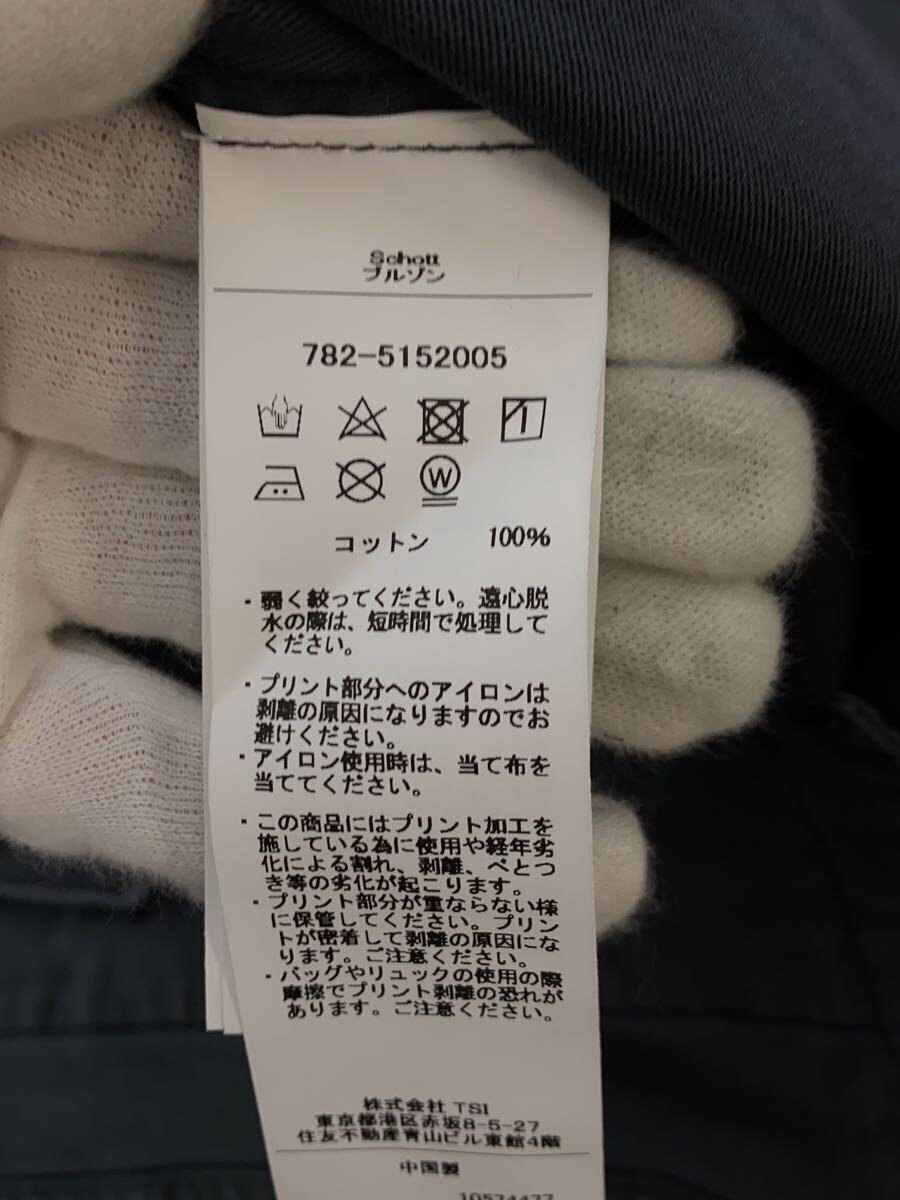 Schott
ブルゾン
782-5152005
W
コットン 100%
・弱く絞ってください。遠心脱
水の際は、短時間で処理して
ください。
・プリント部分へのアイロンは
剥離の原因になりますのでお
避けください。
・アイロン使用時は、当て布を
当ててください。
・この商品にはプリント加工を
施している為に使用や経年劣
化による割れ、剥離、べとつ
き等の劣化が起こります。
・プリント部分が重ならない様
に保管してください。プリン
トが密着して剥離の原因にな
ります。ご注意ください。
・バッグやリュックの使用の際
摩擦でプリント剥離の恐れが
あります。ご注意ください。
株式会社TSI
東京都港区赤坂8-5-27
住友不動産青山ビル東館4階
中国製